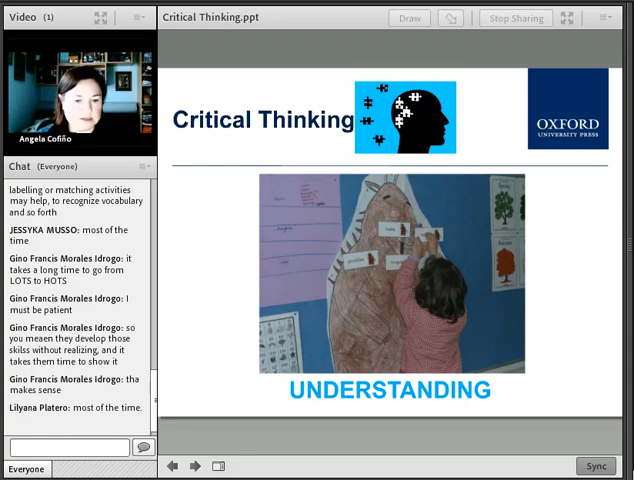 Video (1)
Critical Thinking.ppt
Draw
Stop Sharing
Angela Cofiño
Chat (Everyone)
labelling or matching activities
may help, to recognize vocabulary
and so forth
JESSYKA MUSSO: most of the
time
Gino Francis Morales Idrogo: it
takes a long time to go from
LOTS to HOTS
Gino Francis Morales Idrogo: I
must be patient
Gino Francis Morales Idrogo: so
you meaen they develop those
skilss without realizing, and it
takes them time to show it
Gino Francis Morales Idrogo: tha
makes sense
Lilyana Platero: most of the time.
Everyone
Critical Thinking
OXFORD
UNIVERSITY PRESS
Spring
UNDERSTANDING
Sync